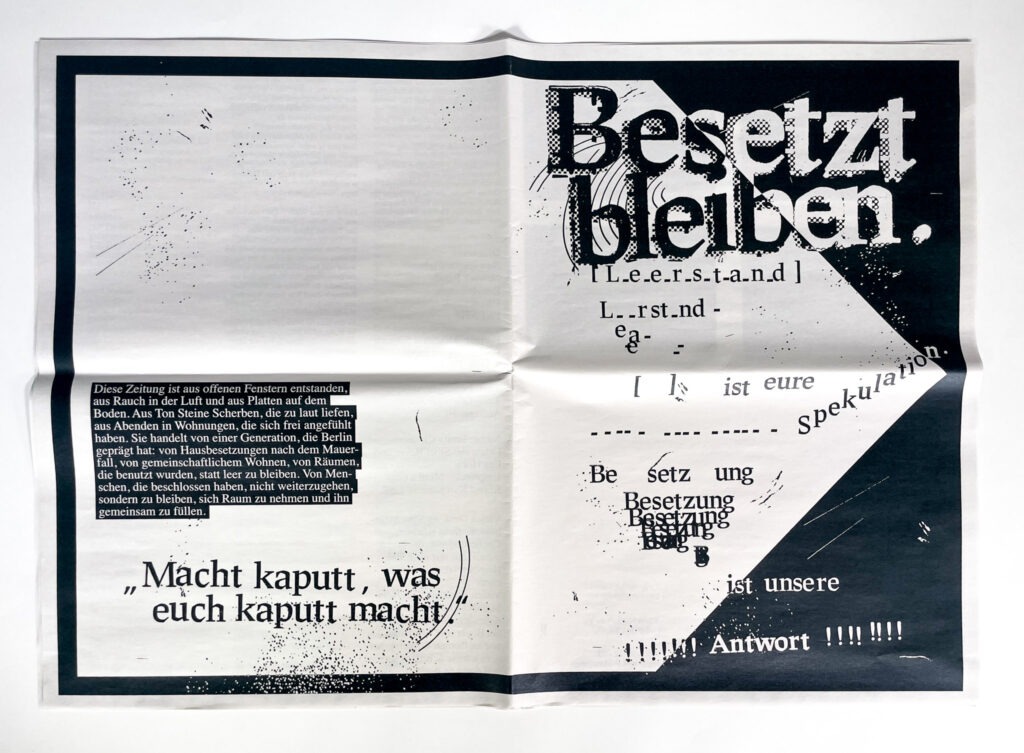 Diese Zeitung ist aus offenen Fenstern entstanden,
aus Rauch in der Luft und aus Platten auf dem
Boden. Aus Ton Steine Scherben, die zu laut liefen,
aus Abenden in Wohnungen, die sich frei angefühlt
haben. Sie handelt von einer Generation, die Berlin
geprägt hat: von Hausbesetzungen nach dem Mauer-
fall, von gemeinschaftlichem Wohnen, von Räumen,
die benutzt wurden, statt leer zu bleiben. Von Men-
schen, die beschlossen haben, nicht weiterzugehen,
sondern zu bleiben, sich Raum zu nehmen und ihn
gemeinsam zu füllen.
„Macht kaputt, was
euch kaputt macht.“
Besetzt
bleiben.
[L-e-e-r-s-t-a-n-d]
L--rst-nd-
e a-
e -
[ ] ist eure Spekulation.
Be setz ung
Besetzung
Besetzung
ist unsere
!!!!!!! Antwort !!!!!!!!